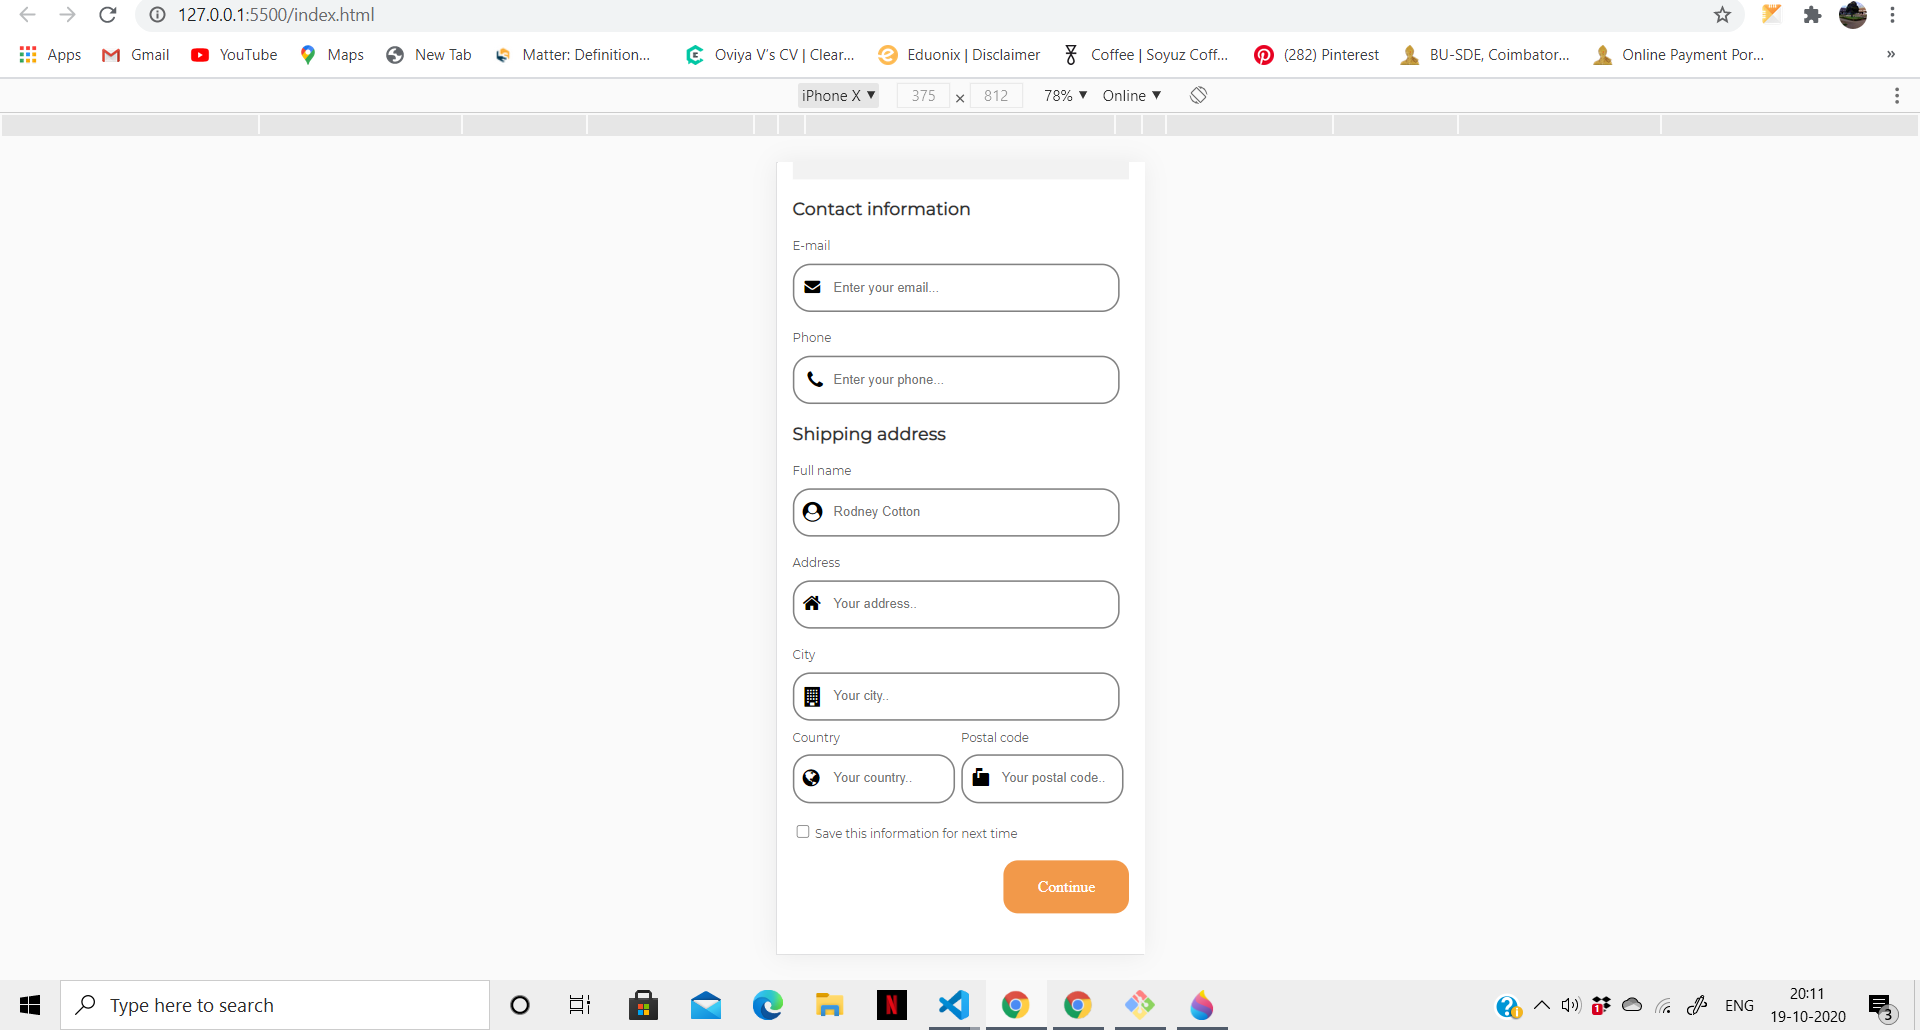 127.0.0.1:5500/index.html
Apps Gmail YouTube Maps New Tab Matter: Definition... Oviya V's CV | Clear... Eduonix | Disclaimer Coffee | Soyuz Coff... (282) Pinterest BU-SDE, Coimbator... Online Payment Por... »
iPhone X ▼ 375 × 812 78% ▼ Online ▼
Contact information
E-mail
Enter your email...
Phone
Enter your phone...
Shipping address
Full name
Rodney Cotton
Address
Your address..
City
Your city..
Country Postal code
Your country.. Your postal code..
Save this information for next time
Continue
Type here to search
N
1
ENG
20:11
19-10-2020
3